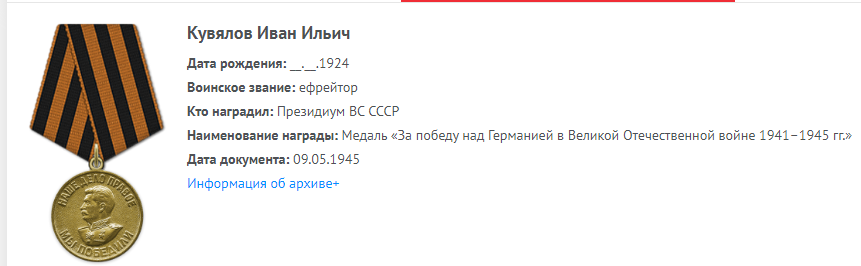 Кувялов Иван Ильич
Дата рождения: __.__.1924
Воинское звание: ефрейтор
Кто наградил: Президиум ВС СССР
Наименование награды: Медаль «За победу над Германией в Великой Отечественной войне 1941–1945 гг.»
Дата документа: 09.05.1945
Информация об архиве+
НАШЕ ДЕЛО ПРАВОЕ
МЫ ПОБЕДИЛИ